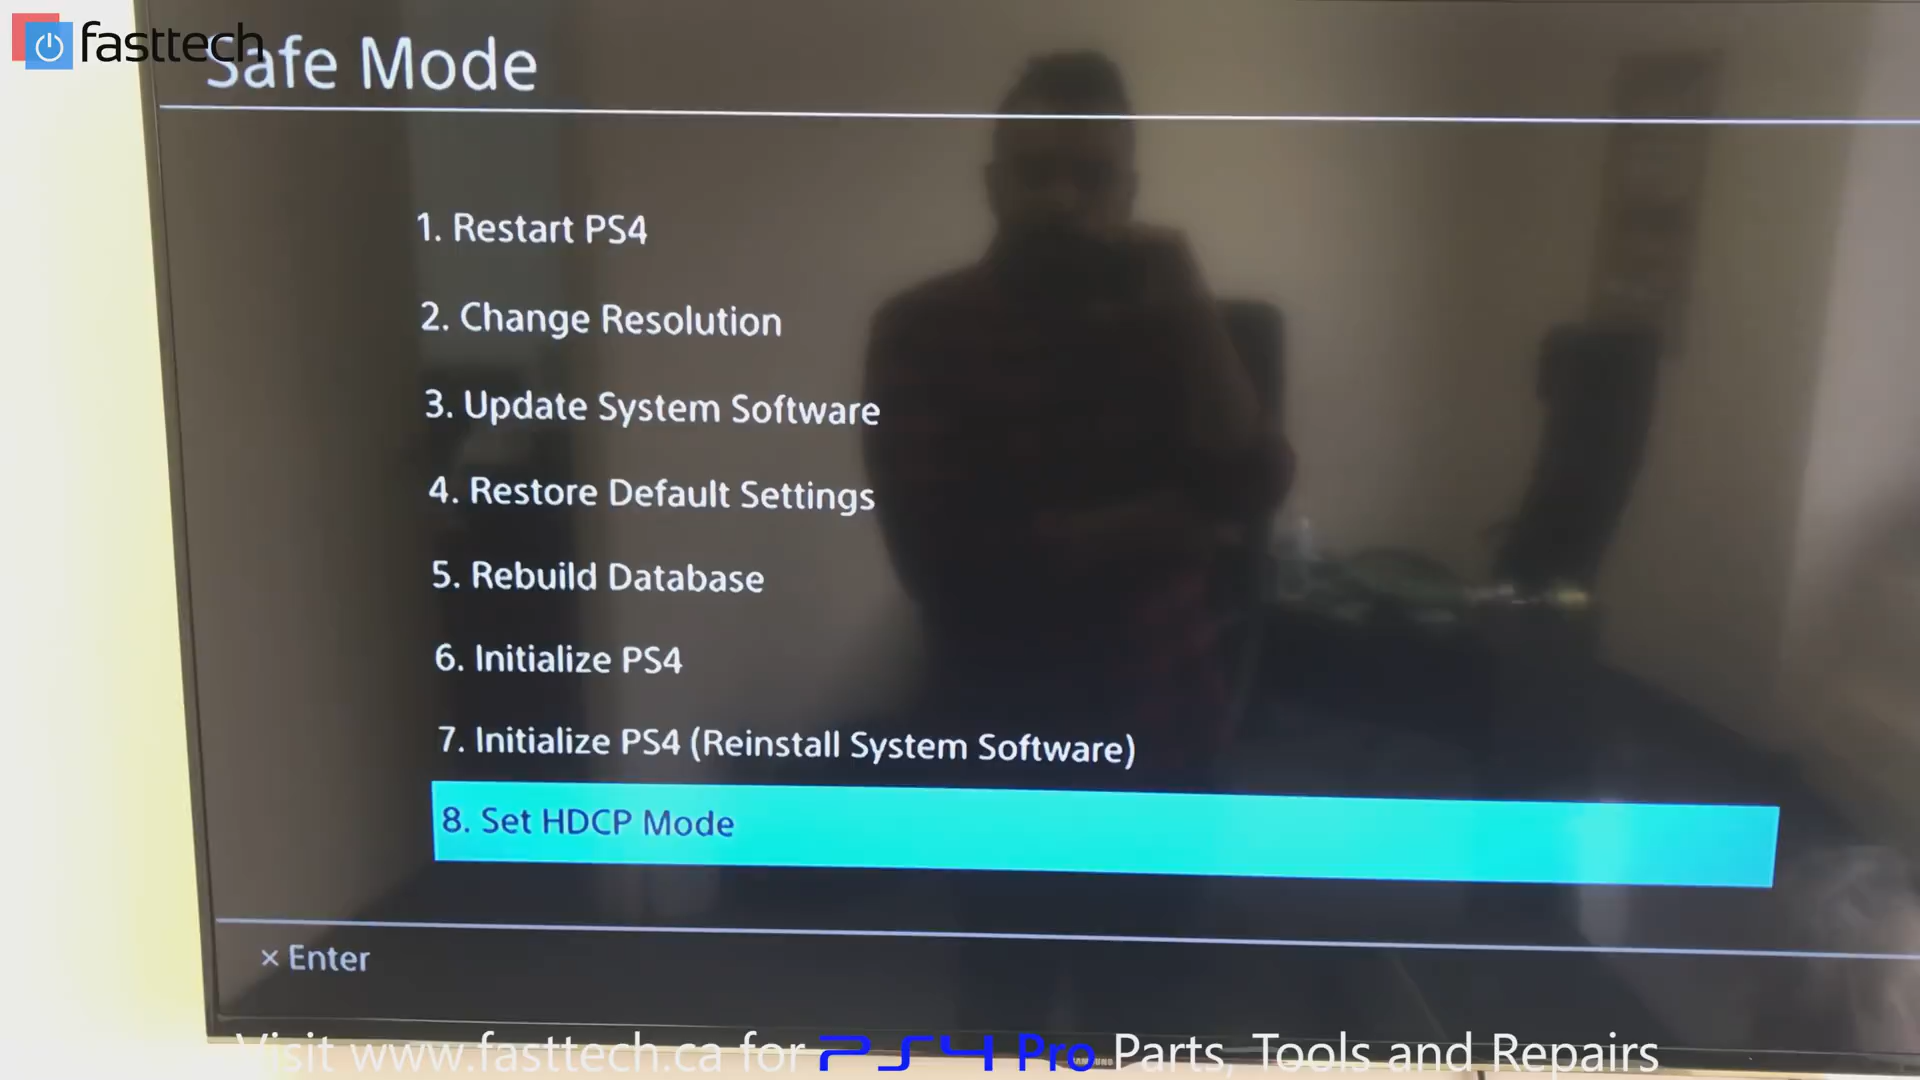 fasttech
Safe Mode
1. Restart PS4
2. Change Resolution
3. Update System Software
4. Restore Default Settings
5. Rebuild Database
6. Initialize PS4
7. Initialize PS4 (Reinstall System Software)
8. Set HDCP Mode
× Enter
Visit www.fasttech.ca for PS4 Pro Parts, Tools and Repairs
SAMSUNG